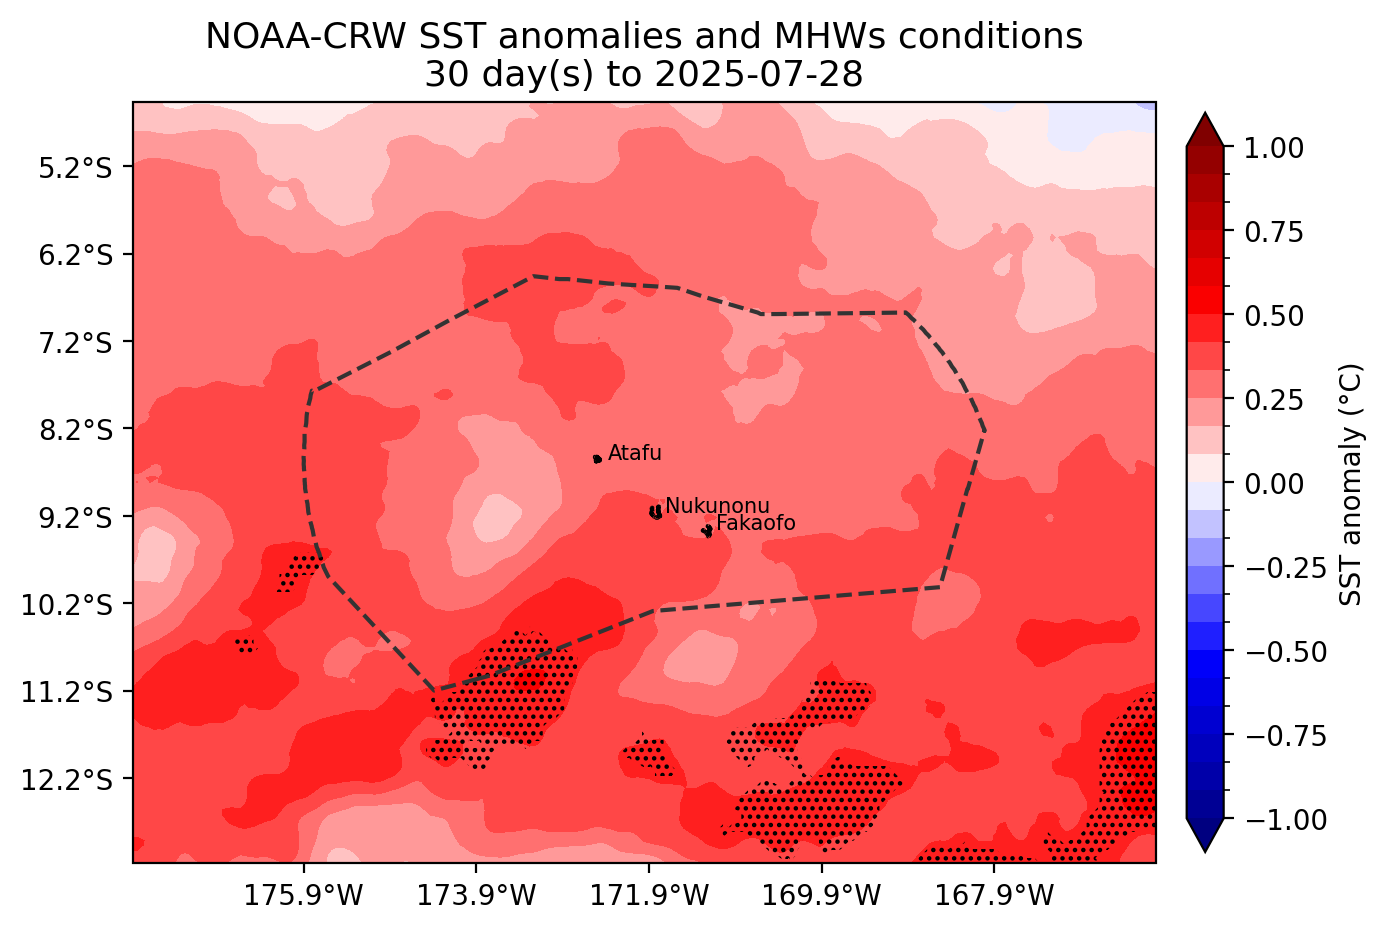 NOAA-CRW SST anomalies and MHWs conditions
30 day(s) to 2025-07-28
5.2°S
6.2°S
7.2°S
8.2°S
9.2°S
10.2°S
11.2°S
12.2°S
Atafu
Nukunonu
Fakaofo
175.9°W
173.9°W
171.9°W
169.9°W
167.9°W
1.00
0.75
0.50
0.25
0.00
−0.25
−0.50
−0.75
−1.00
SST anomaly (°C)